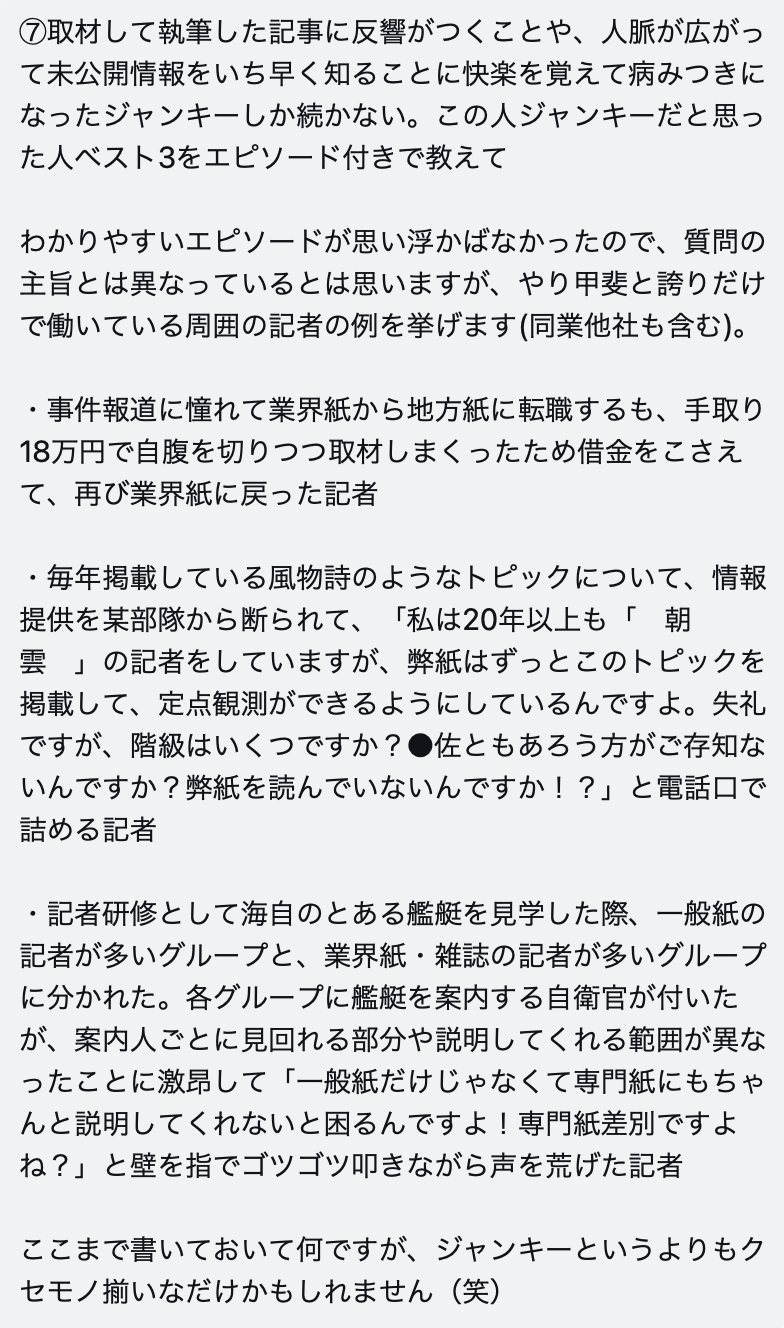 ⑦取材して執筆した記事に反響がつくことや、人脈が広がっ
て未公開情報をいち早く知ることに快楽を覚えて病みつきに
なったジャンキーしか続かない。この人ジャンキーだと思っ
た人ベスト3をエピソード付きで教えて
わかりやすいエピソードが思い浮かばなかったので、質問の
主旨とは異なっているとは思いますが、やり甲斐と誇りだけ
で働いている周囲の記者の例を挙げます(同業他社も含む)。
・事件報道に憧れて業界紙から地方紙に転職するも、手取り
18万円で自腹を切りつつ取材しまくったため借金をこさえ
て、再び業界紙に戻った記者
・毎年掲載している風物詩のようなトピックについて、情報
提供を某部隊から断られて、「私は20年以上も「　朝
雲　」の記者をしていますが、弊紙はずっとこのトピックを
掲載して、定点観測ができるようにしているんですよ。失礼
ですが、階級はいくつですか？●佐ともあろう方がご存知な
いんですか？弊紙を読んでいないんですか！？」と電話口で
詰める記者
・記者研修として海自のとある艦艇を見学した際、一般紙の
記者が多いグループと、業界紙・雑誌の記者が多いグループ
に分かれた。各グループに艦艇を案内する自衛官が付いた
が、案内人ごとに見回れる部分や説明してくれる範囲が異な
ったことに激昂して「一般紙だけじゃなくて専門紙にもちゃ
んと説明してくれないと困るんですよ！専門紙差別ですよ
ね？」と壁を指でゴツゴツ叩きながら声を荒げた記者
ここまで書いておいて何ですが、ジャンキーというよりもク
セモノ揃いなだけかもしれません（笑）